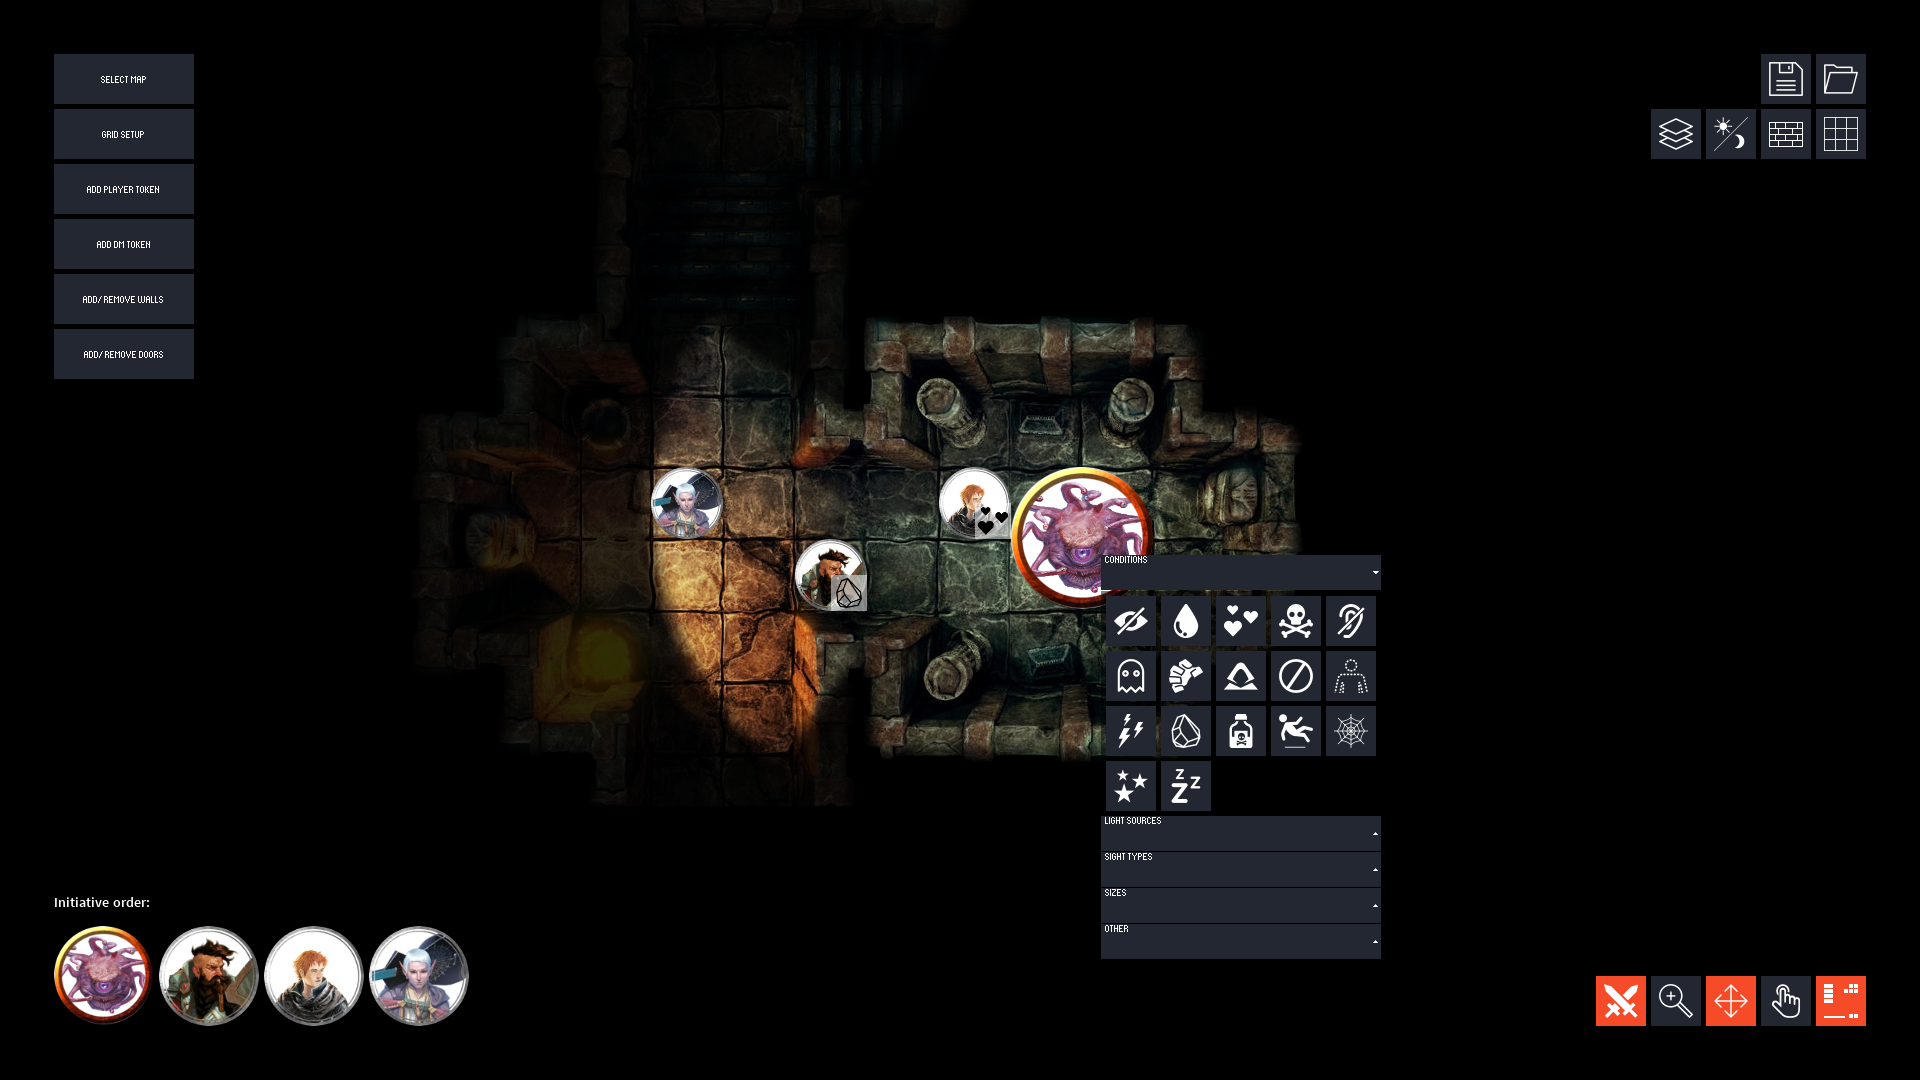 SELECT MAP
GRID SETUP
ADD PLAYER TOKEN
ADD DM TOKEN
ADD/REMOVE WALLS
ADD/REMOVE DOORS
CONDITIONS
LIGHT SOURCES
SIGHT TYPES
SIZES
OTHER
Initiative order: